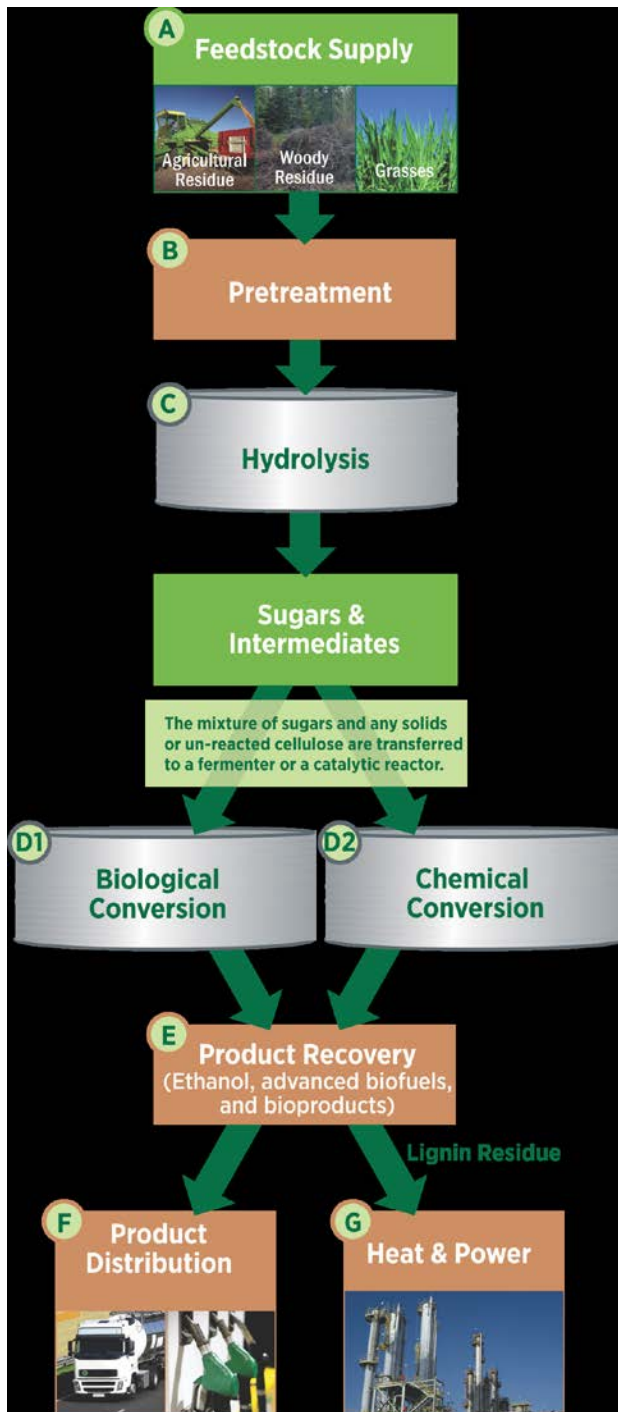 A
Feedstock Supply
Agricultural
Residue
Woody
Residue
Grasses
B
Pretreatment
C
Hydrolysis
Sugars &
Intermediates
The mixture of sugars and any solids
or un-reacted cellulose are transferred
to a fermenter or a catalytic reactor.
D1
Biological
Conversion
D2
Chemical
Conversion
E
Product Recovery
(Ethanol, advanced biofuels,
and bioproducts)
Lignin Residue
F
Product
Distribution
G
Heat & Power